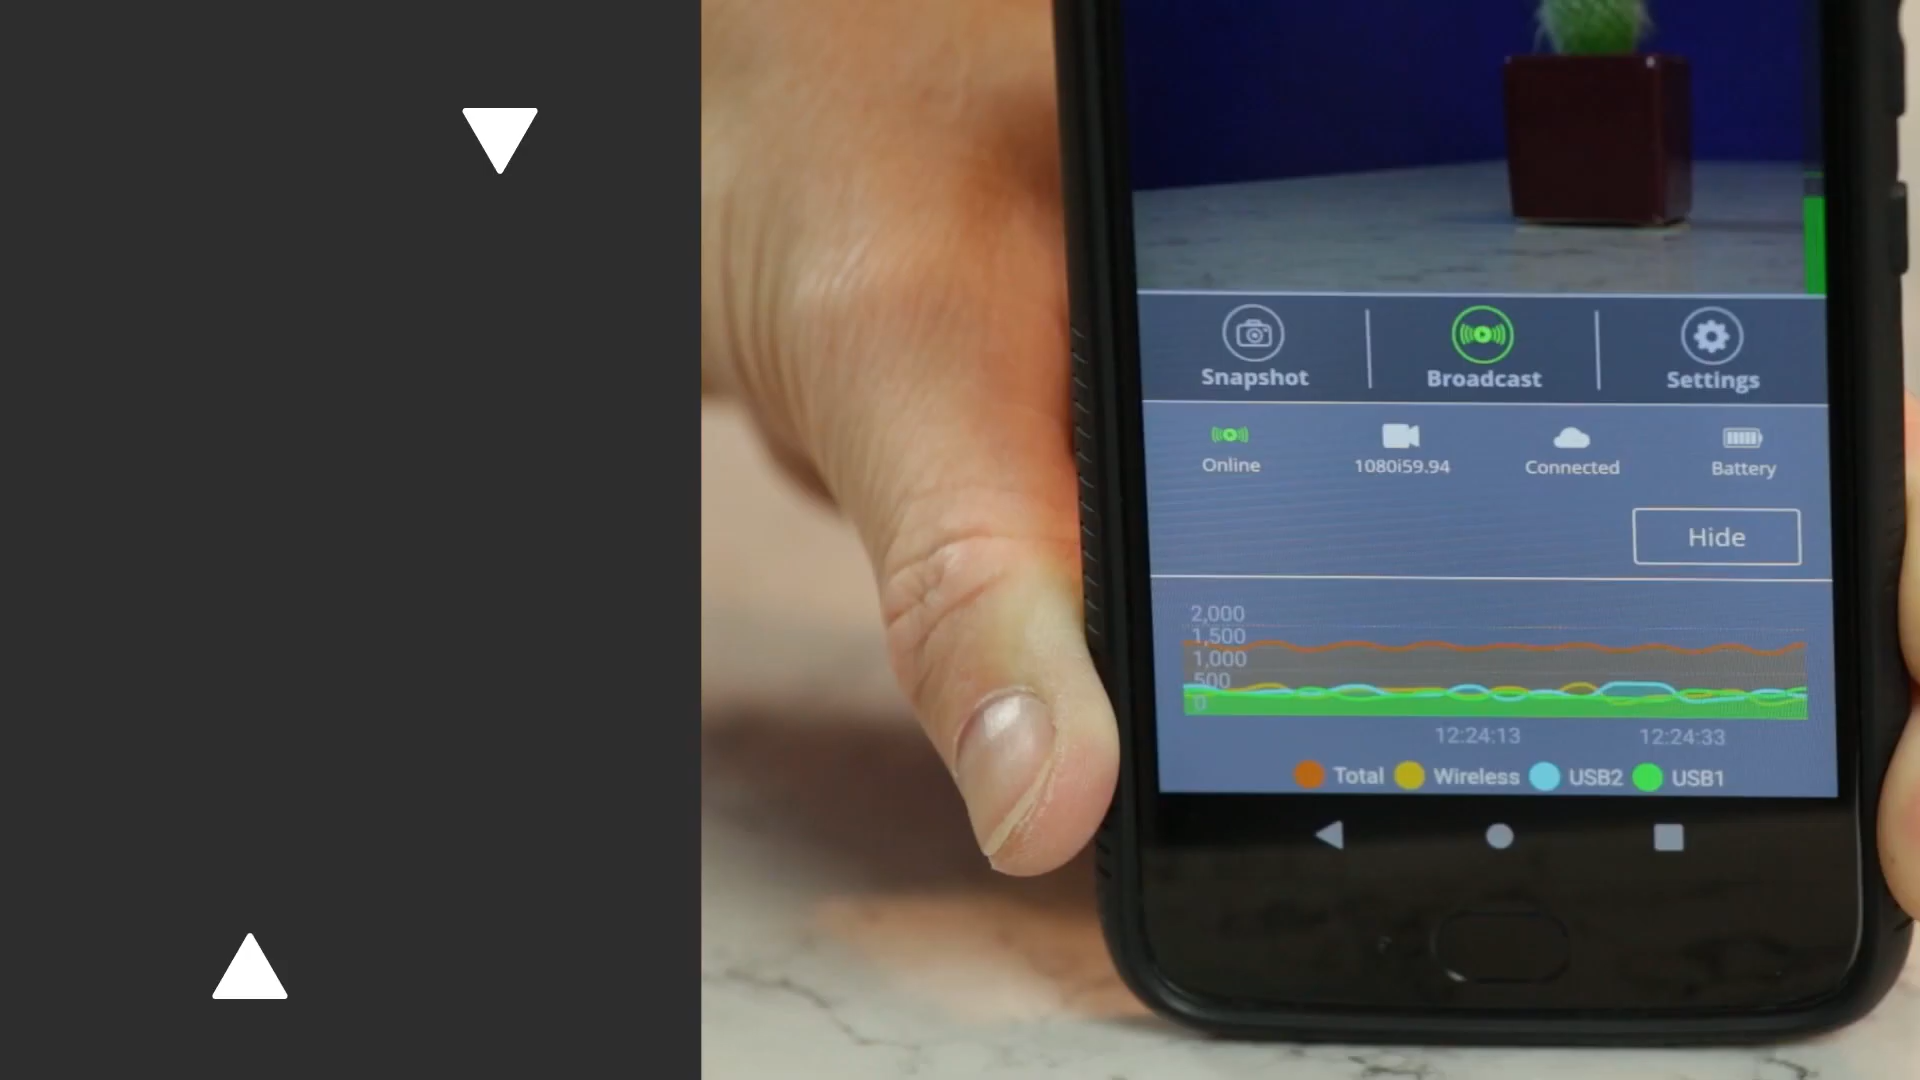 Snapshot Broadcast Settings
Online 1080i59.94 Connected Battery
Hide
2,000
1,500
1,000
500
0
12:24:13 12:24:33
Total Wireless USB2 USB1